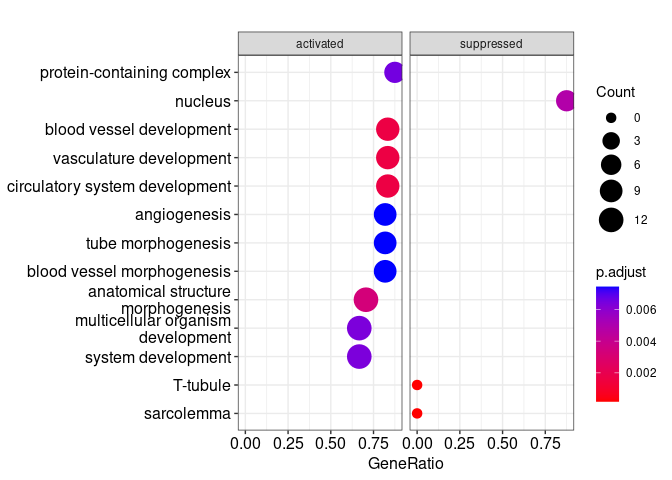 activated
suppressed
protein-containing complex
nucleus
blood vessel development
vasculature development
circulatory system development
angiogenesis
tube morphogenesis
blood vessel morphogenesis
anatomical structure
morphogenesis
multicellular organism
development
system development
T-tubule
sarcolemma
0.00 0.25 0.50 0.75
0.00 0.25 0.50 0.75
GeneRatio
Count
0
3
6
9
12
p.adjust
0.006
0.004
0.002